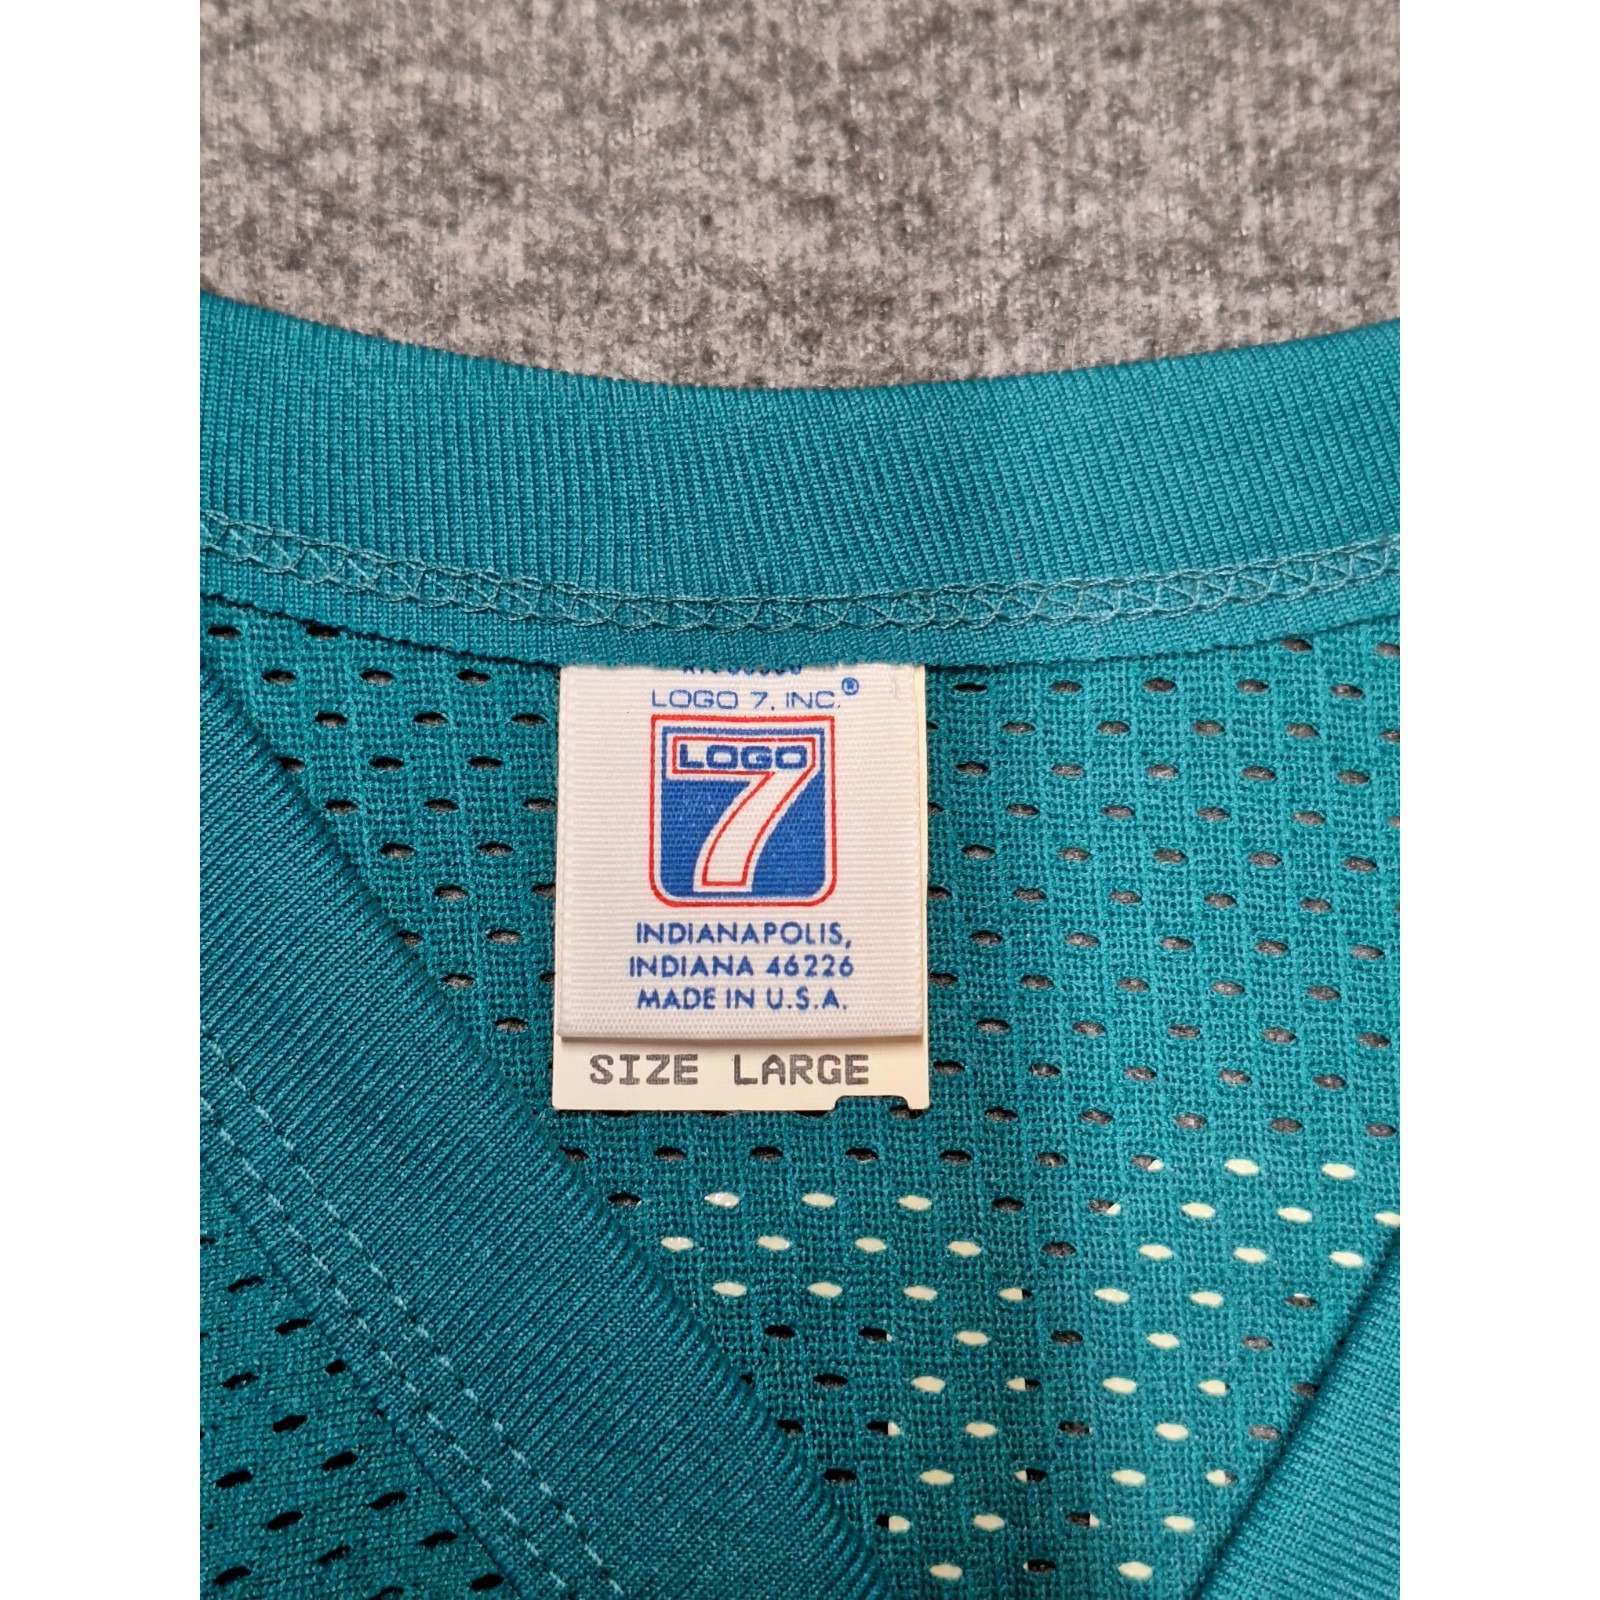 LOGO 7, INC.®
LOGO
7
INDIANAPOLIS,
INDIANA 46226
MADE IN U.S.A.
SIZE LARGE